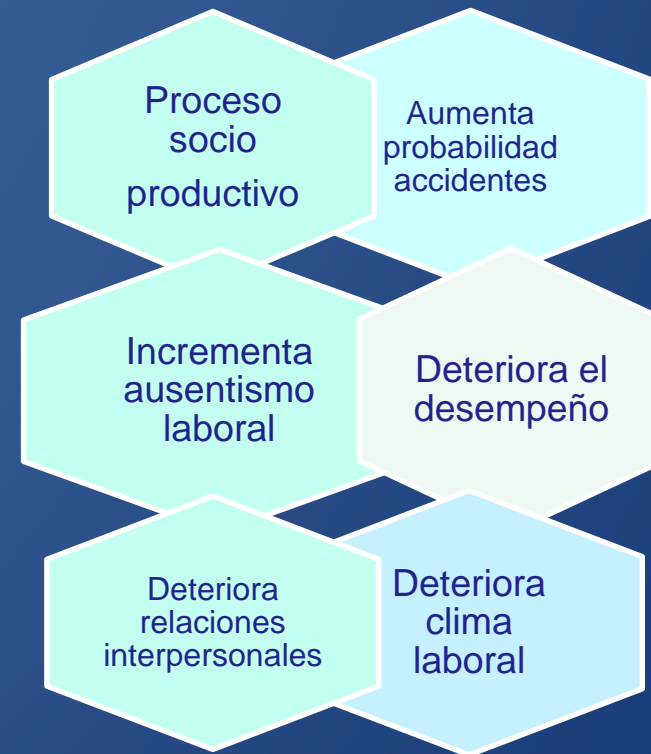 Proceso
socio
productivo
Aumenta
probabilidad
accidentes
Incrementa
ausentismo
laboral
Deteriora el
desempeño
Deteriora
relaciones
interpersonales
Deteriora
clima
laboral